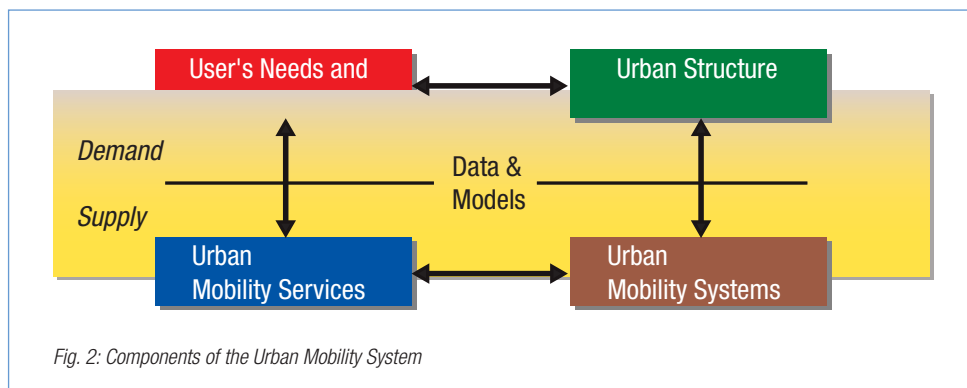 User's Needs and
Urban Structure
Demand
Data &
Models
Supply
Urban
Mobility Services
Urban
Mobility Systems
Fig. 2: Components of the Urban Mobility System